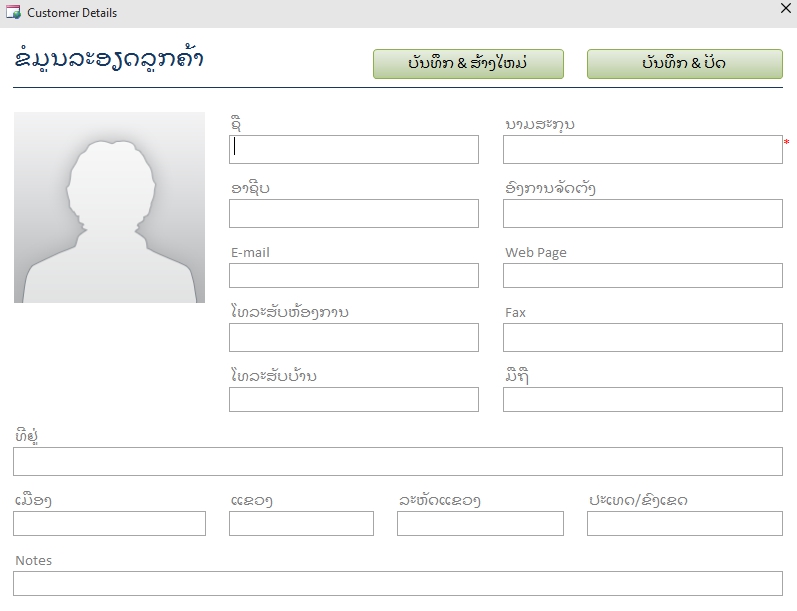 Customer Details
ຂໍ້ມູນລະອຽດລູກຄ້າ
ບັນທຶກ & ສ້າງໃຫມ່
ບັນທຶກ & ປິດ
ຊື່
ນາມສະກຸນ
*
ອາຊີບ
ອົງການຈັດຕັ້ງ
E-mail
Web Page
ໂທລະສັບຫ້ອງການ
Fax
ໂທລະສັບບ້ານ
ມືຖື
ທີ່ຢູ່
ເມືອງ
ແຂວງ
ລະຫັດແຂວງ
ປະເທດ/ຂົງເຂດ
Notes